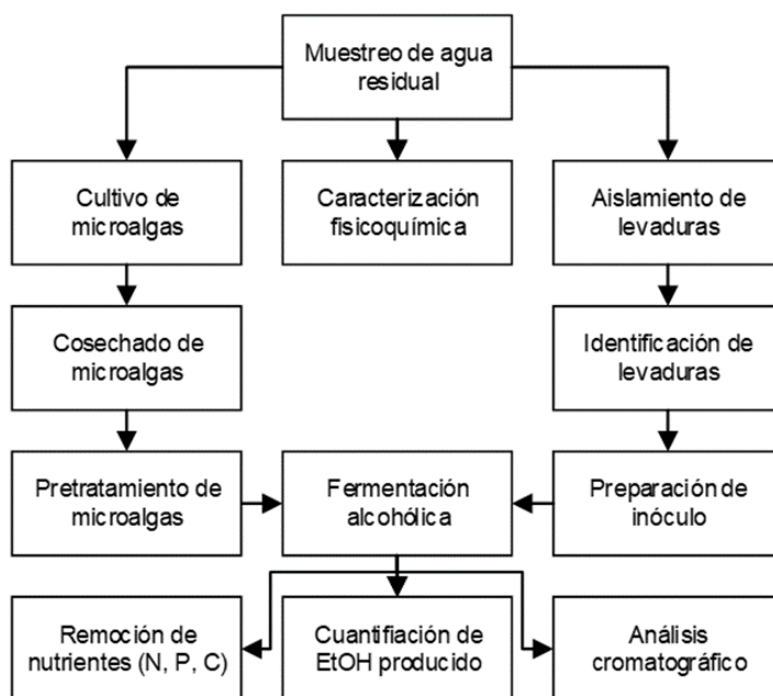 Muestreo de agua
residual
Cultivo de
microalgas
Caracterización
fisicoquímica
Aislamiento de
levaduras
Cosechado de
microalgas
Identificación de
levaduras
Pretratamiento de
microalgas
Fermentación
alcohólica
Preparación de
inóculo
Remoción de
nutrientes (N, P, C)
Cuantifiación de
EtOH producido
Análisis
cromatográfico